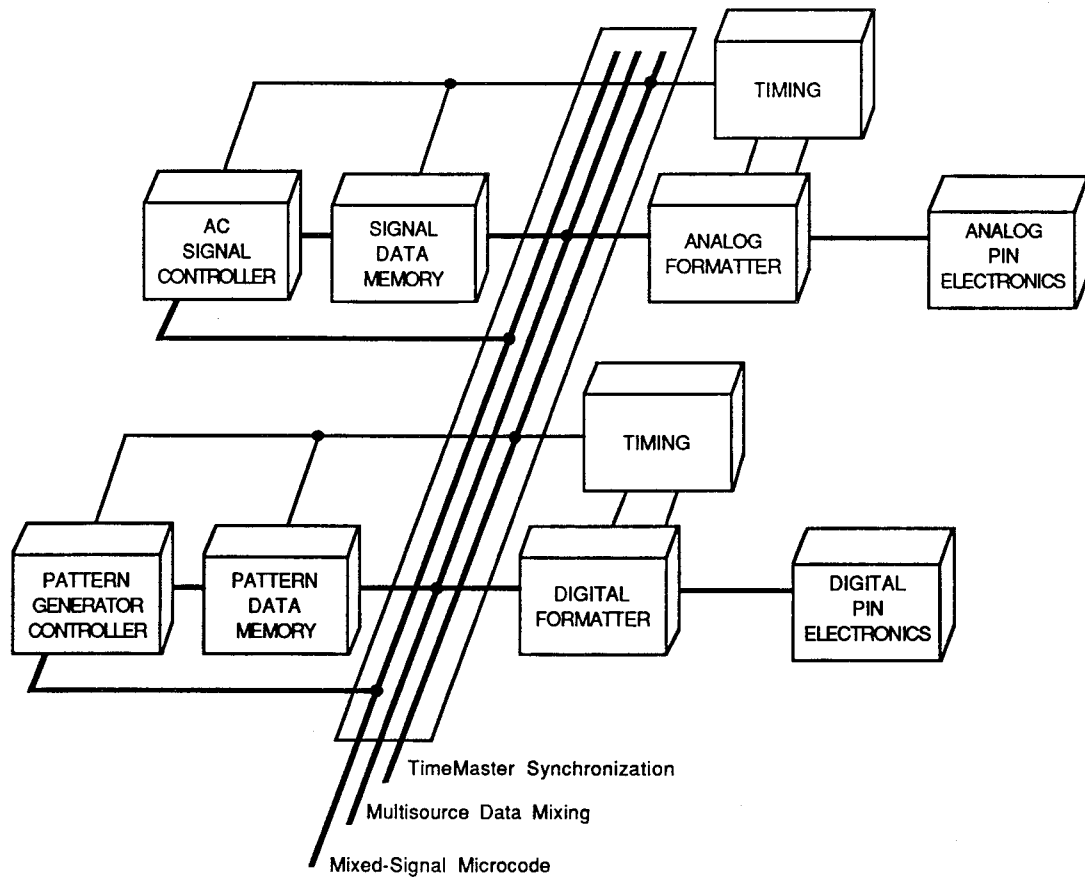 TIMING
AC
SIGNAL
CONTROLLER
SIGNAL
DATA
MEMORY
ANALOG
FORMATTER
ANALOG
PIN
ELECTRONICS
TIMING
PATTERN
GENERATOR
CONTROLLER
PATTERN
DATA
MEMORY
DIGITAL
FORMATTER
DIGITAL
PIN
ELECTRONICS
TimeMaster Synchronization
Multisource Data Mixing
Mixed-Signal Microcode